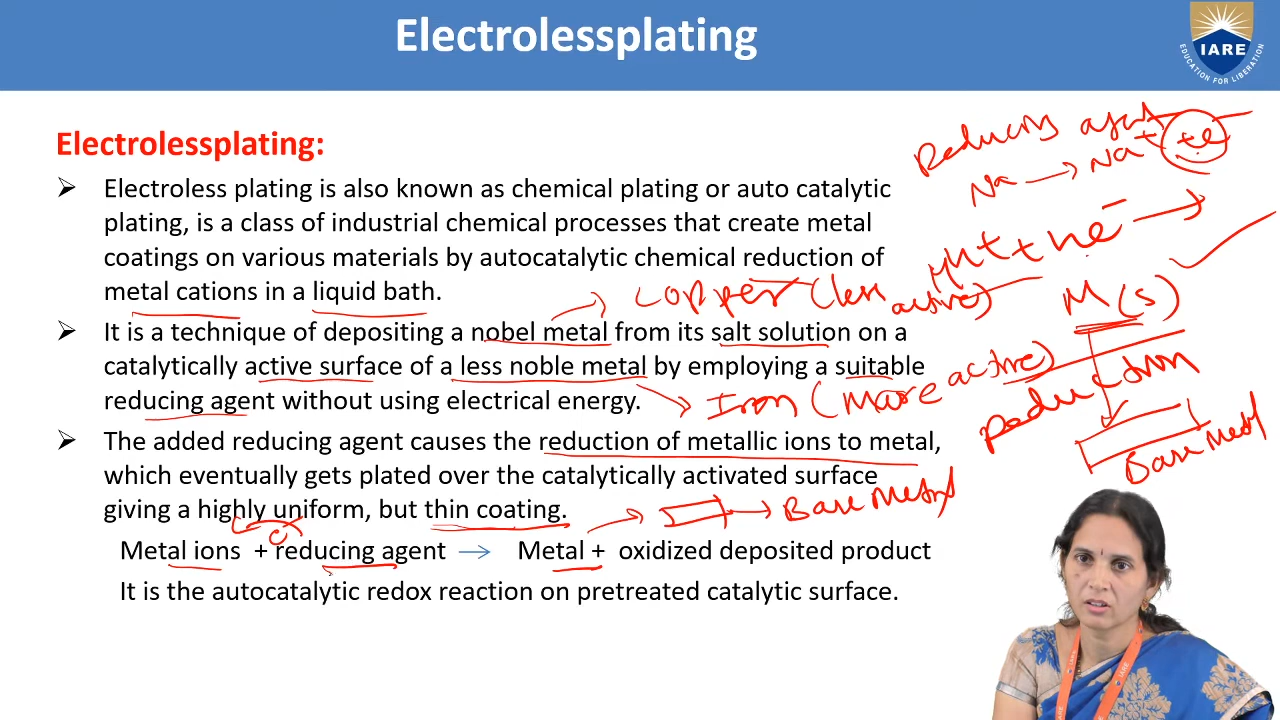 Electrolessplating
IARE
EDUCATION FOR LIBERATION
Electrolessplating:
Electroless plating is also known as chemical plating or auto catalytic
plating, is a class of industrial chemical processes that create metal
coatings on various materials by autocatalytic chemical reduction of
metal cations in a liquid bath.
It is a technique of depositing a nobel metal from its salt solution on a
catalytically active surface of a less noble metal by employing a suitable
reducing agent without using electrical energy.
The added reducing agent causes the reduction of metallic ions to metal,
which eventually gets plated over the catalytically activated surface
giving a highly uniform, but thin coating.
Metal ions + reducing agent → Metal + oxidized deposited product
It is the autocatalytic redox reaction on pretreated catalytic surface.
Reducing agent
Na → Na⁺ + e
Mn⁺ + ne⁻ →
M(s)
Copper (less
active)
Iron (More active)
Reduction
Base Metal
→ Base Metal
e
IARE